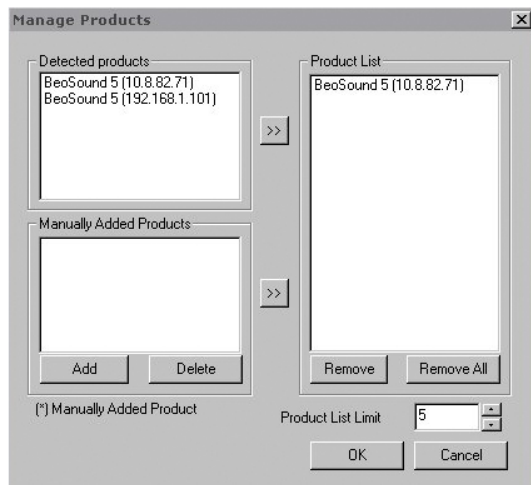 Manage Products
Detected products
BeoSound 5 (10.8.82.71)
BeoSound 5 (192.168.1.101)
>>
Manually Added Products
>>
Add
Delete
(*) Manually Added Product
Product List
BeoSound 5 (10.8.82.71)
Remove
Remove All
Product List Limit
5
OK
Cancel